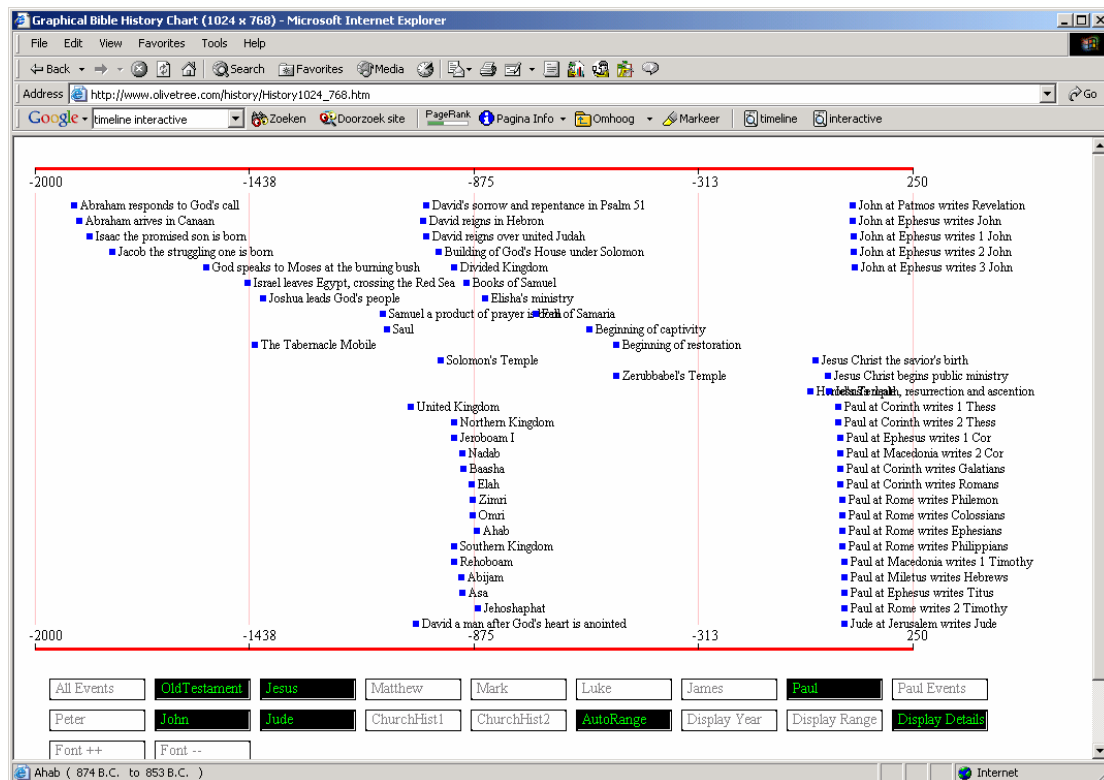 Graphical Bible History Chart (1024 x 768) - Microsoft Internet Explorer
File Edit View Favorites Tools Help
Back Search Favorites Media
Address http://www.olivetree.com/history/History1024_768.htm Go
Google timeline interactive Zoeken Doorzoek site PageRank Pagina Info Omhoog Markeer timeline interactive
-2000 -1438 -875 -313 250
Abraham responds to God's call David's sorrow and repentance in Psalm 51 John at Patmos writes Revelation
Abraham arives in Canaan David reigns in Hebron John at Ephesus writes John
Isaac the promised son is born David reigns over united Judah John at Ephesus writes 1 John
Jacob the struggling one is born Building of God's House under Solomon John at Ephesus writes 2 John
God speaks to Moses at the burning bush Divided Kingdom John at Ephesus writes 3 John
Israel leaves Egypt, crossing the Red Sea Books of Samuel
Joshua leads God's people Elisha's ministry
Samuel a product of prayer is Fall of Samaria
Saul Beginning of captivity
The Tabernacle Mobile Beginning of restoration
Solomon's Temple Jesus Christ the savior's birth
Zerubbabel's Temple Jesus Christ begins public ministry
death, resurrection and ascention
United Kingdom Paul at Corinth writes 1 Thess
Northern Kingdom Paul at Corinth writes 2 Thess
Jeroboam I Paul at Ephesus writes 1 Cor
Nadab Paul at Macedonia writes 2 Cor
Baasha Paul at Corinth writes Galatians
Elah Paul at Corinth writes Romans
Zimri Paul at Rome writes Philemon
Omri Paul at Rome writes Colossians
Ahab Paul at Rome writes Ephesians
Southern Kingdom Paul at Rome writes Philippians
Rehoboam Paul at Macedonia writes 1 Timothy
Abijam Paul at Miletus writes Hebrews
Asa Paul at Ephesus writes Titus
Jehoshaphat Paul at Rome writes 2 Timothy
David a man after God's heart is anointed Jude at Jerusalem writes Jude
-2000 -1438 -875 -313 250
All Events OldTestament Jesus Matthew Mark Luke James Paul Paul Events
Peter John Jude ChurchHist1 ChurchHist2 AutoRange Display Year Display Range Display Details
Font ++ Font --
Ahab ( 874 B.C. to 853 B.C. ) Internet